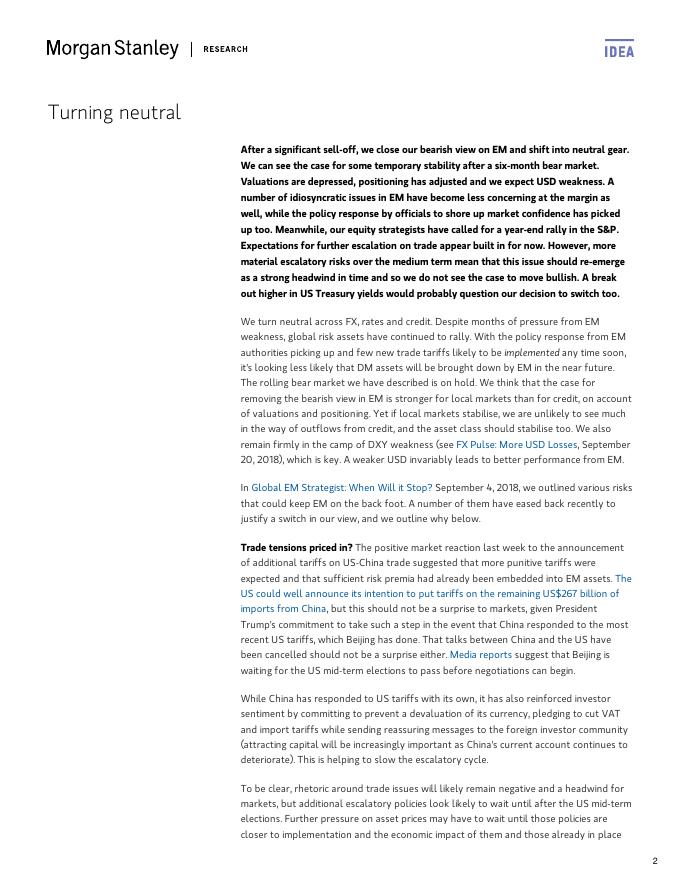 Morgan Stanley | RESEARCH
IDEA
Turning neutral
After a significant sell-off, we close our bearish view on EM and shift into neutral gear.
We can see the case for some temporary stability after a six-month bear market.
Valuations are depressed, positioning has adjusted and we expect USD weakness. A
number of idiosyncratic issues in EM have become less concerning at the margin as
well, while the policy response by officials to shore up market confidence has picked
up too. Meanwhile, our equity strategists have called for a year-end rally in the S&P.
Expectations for further escalation on trade appear built in for now. However, more
material escalatory risks over the medium term mean that this issue should re-emerge
as a strong headwind in time and so we do not see the case to move bullish. A break
out higher in US Treasury yields would probably question our decision to switch too.
We turn neutral across FX, rates and credit. Despite months of pressure from EM
weakness, global risk assets have continued to rally. With the policy response from EM
authorities picking up and few new trade tariffs likely to be implemented any time soon,
it's looking less likely that DM assets will be brought down by EM in the near future.
The rolling bear market we have described is on hold. We think that the case for
removing the bearish view in EM is stronger for local markets than for credit, on account
of valuations and positioning. Yet if local markets stabilise, we are unlikely to see much
in the way of outflows from credit, and the asset class should stabilise too. We also
remain firmly in the camp of DXY weakness (see FX Pulse: More USD Losses, September
20, 2018), which is key. A weaker USD invariably leads to better performance from EM.
In Global EM Strategist: When Will it Stop? September 4, 2018, we outlined various risks
that could keep EM on the back foot. A number of them have eased back recently to
justify a switch in our view, and we outline why below.
Trade tensions priced in? The positive market reaction last week to the announcement
of additional tariffs on US-China trade suggested that more punitive tariffs were
expected and that sufficient risk premia had already been embedded into EM assets. The
US could well announce its intention to put tariffs on the remaining US$267 billion of
imports from China, but this should not be a surprise to markets, given President
Trump's commitment to take such a step in the event that China responded to the most
recent US tariffs, which Beijing has done. That talks between China and the US have
been cancelled should not be a surprise either. Media reports suggest that Beijing is
waiting for the US mid-term elections to pass before negotiations can begin.
While China has responded to US tariffs with its own, it has also reinforced investor
sentiment by committing to prevent a devaluation of its currency, pledging to cut VAT
and import tariffs while sending reassuring messages to the foreign investor community
(attracting capital will be increasingly important as China's current account continues to
deteriorate). This is helping to slow the escalatory cycle.
To be clear, rhetoric around trade issues will likely remain negative and a headwind for
markets, but additional escalatory policies look likely to wait until after the US mid-term
elections. Further pressure on asset prices may have to wait until those policies are
closer to implementation and the economic impact of them and those already in place
2